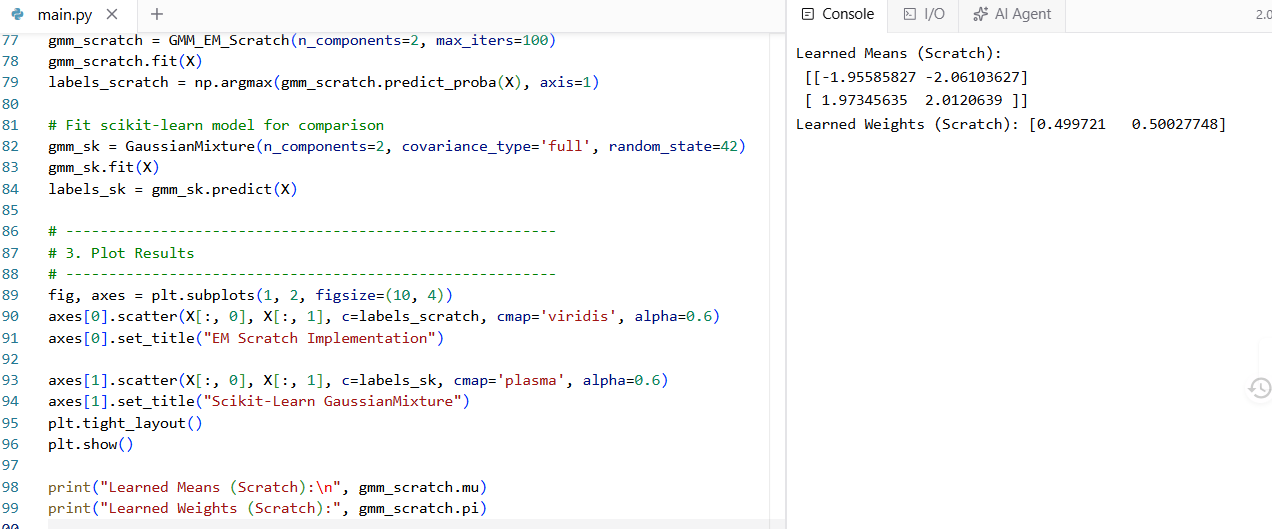 main.py × +
77 gmm_scratch = GMM_EM_Scratch(n_components=2, max_iters=100)
78 gmm_scratch.fit(X)
79 labels_scratch = np.argmax(gmm_scratch.predict_proba(X), axis=1)
80
81 # Fit scikit-learn model for comparison
82 gmm_sk = GaussianMixture(n_components=2, covariance_type='full', random_state=42)
83 gmm_sk.fit(X)
84 labels_sk = gmm_sk.predict(X)
85
86 # ---------------------------------------------------------
87 # 3. Plot Results
88 # ---------------------------------------------------------
89 fig, axes = plt.subplots(1, 2, figsize=(10, 4))
90 axes[0].scatter(X[:, 0], X[:, 1], c=labels_scratch, cmap='viridis', alpha=0.6)
91 axes[0].set_title("EM Scratch Implementation")
92
93 axes[1].scatter(X[:, 0], X[:, 1], c=labels_sk, cmap='plasma', alpha=0.6)
94 axes[1].set_title("Scikit-Learn GaussianMixture")
95 plt.tight_layout()
96 plt.show()
97
98 print("Learned Means (Scratch):\n", gmm_scratch.mu)
99 print("Learned Weights (Scratch):", gmm_scratch.pi)
Console I/O AI Agent 2.0
Learned Means (Scratch):
[[-1.95585827 -2.06103627]
[ 1.97345635 2.0120639 ]]
Learned Weights (Scratch): [0.499721 0.50027748]